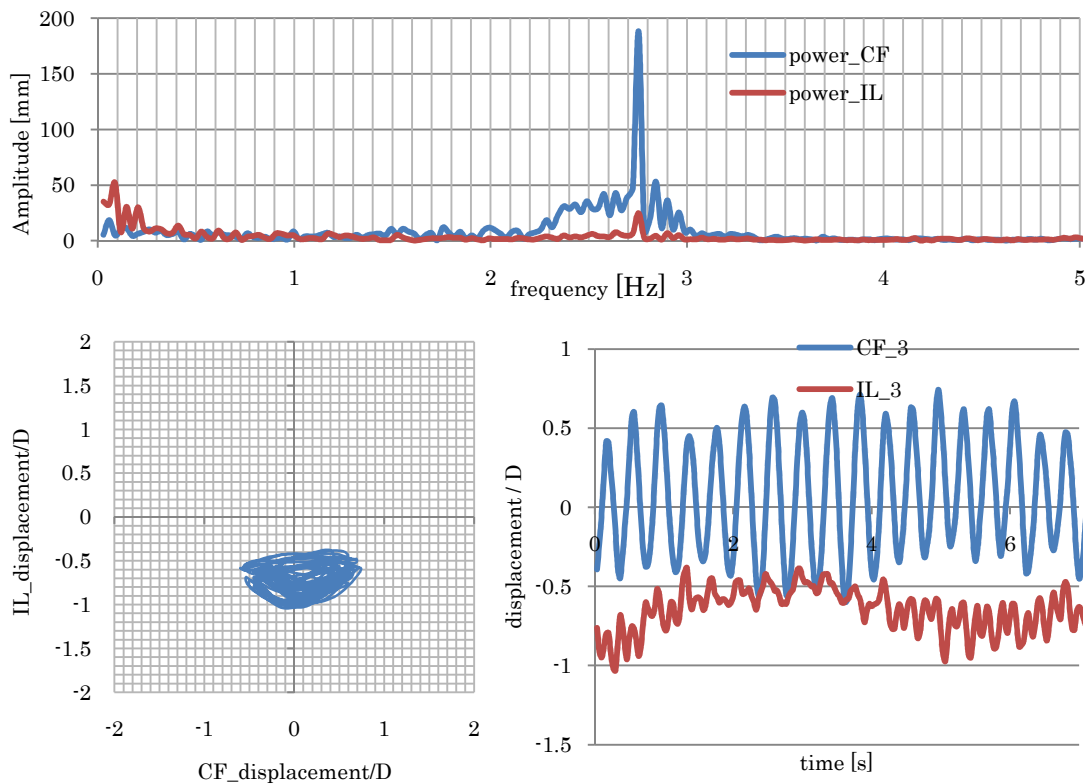 200
150
100
50
0
Amplitude [mm]
power_CF
power_IL
0 1 2 3 4 5
frequency [Hz]
2
1.5
1
0.5
0
-0.5
-1
-1.5
-2
IL_displacement/D
-2 -1 0 1 2
CF_displacement/D
1
0.5
0
-0.5
-1
-1.5
displacement / D
CF_3
IL_3
0 2 4 6
time [s]